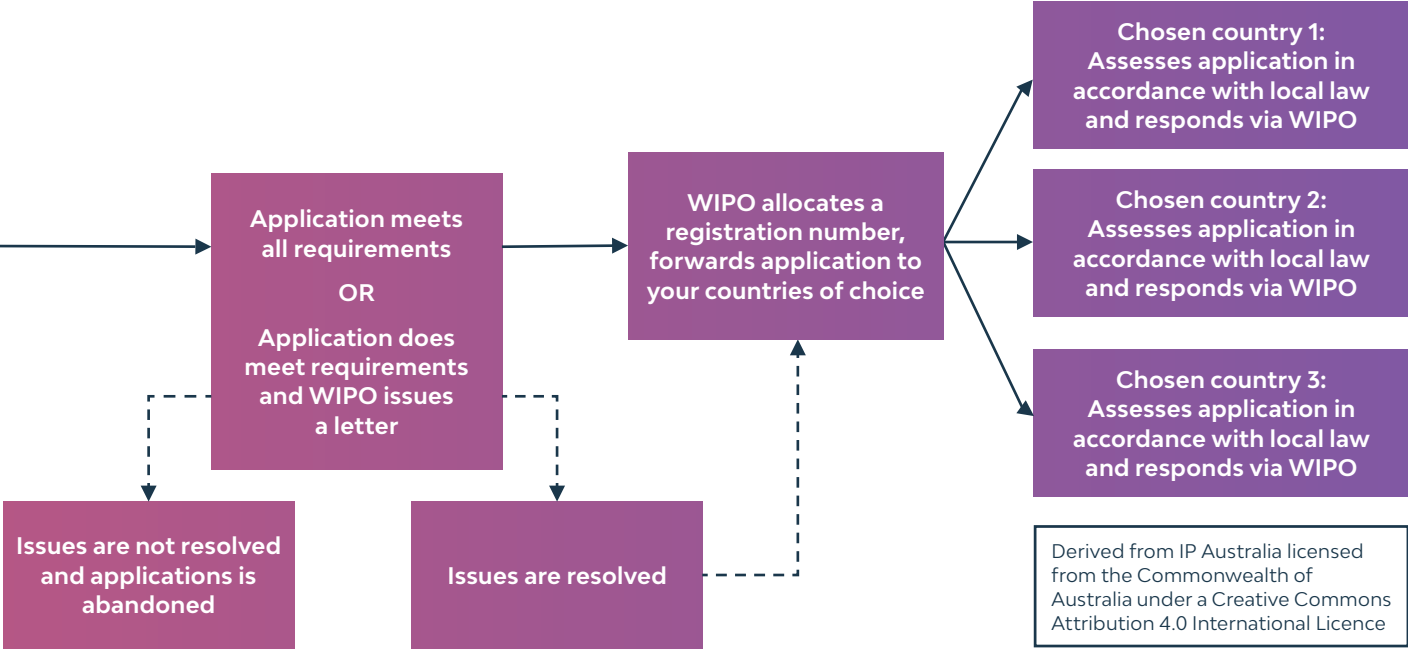 Application meets
all requirements
OR
Application does
meet requirements
and WIPO issues
a letter
Issues are not resolved
and applications is
abandoned
Issues are resolved
WIPO allocates a
registration number,
forwards application to
your countries of choice
Chosen country 1:
Assesses application in
accordance with local law
and responds via WIPO
Chosen country 2:
Assesses application in
accordance with local law
and responds via WIPO
Chosen country 3:
Assesses application in
accordance with local law
and responds via WIPO
Derived from IP Australia licensed
from the Commonwealth of
Australia under a Creative Commons
Attribution 4.0 International Licence